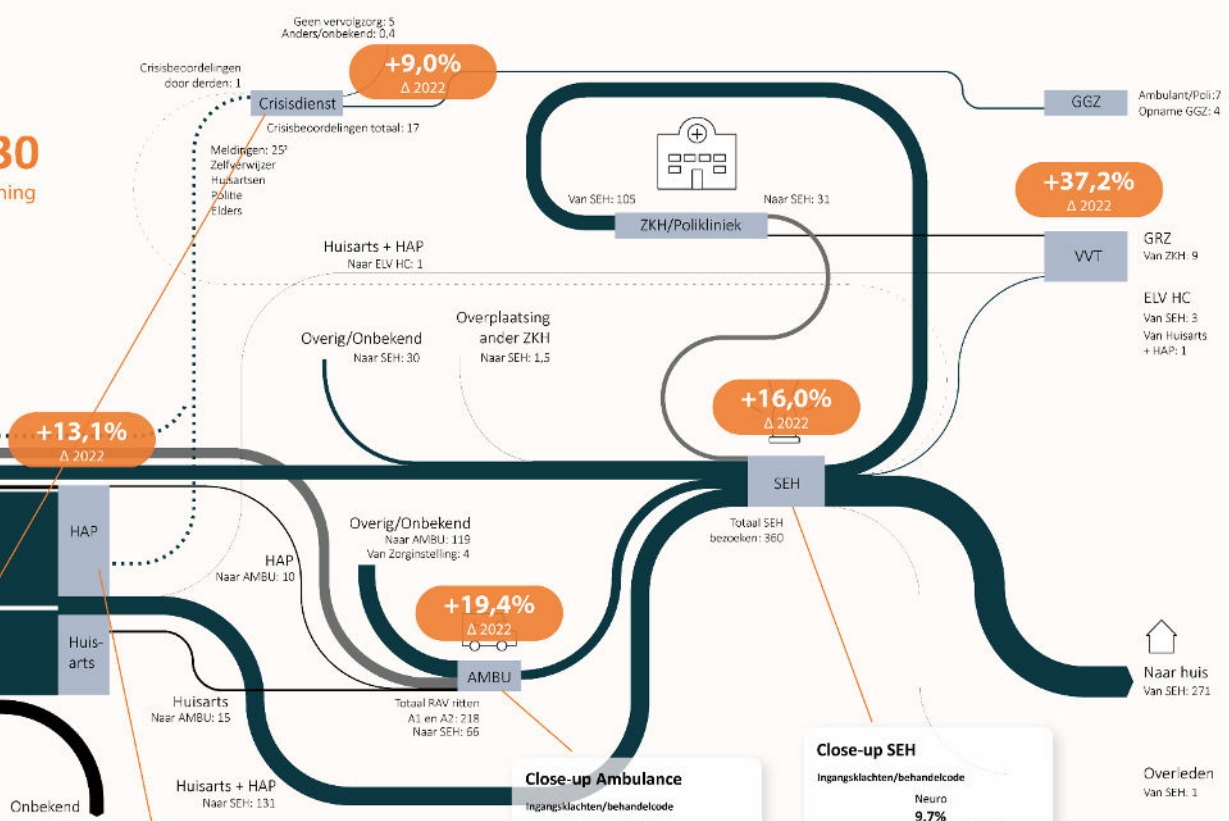 Geen vervolgzorg: 5
Anders/onbekend: 0,4
+9,0%
Δ 2022
Crisisbeoordelingen
door derden: 1
Crisisdienst
Crisisbeoordelingen totaal: 17
GGZ
Ambulant/Poli:7
Opname GGZ: 4
30
ning
Meldingen: 25³
Zelfverwijzer
Huisartsen
Politie
Elders
Van SEH: 105
Naar SEH: 31
ZKH/Polikliniek
+37,2%
Δ 2022
VVT
GRZ
Van ZKH: 9
ELV HC
Van SEH: 3
Van Huisarts
+ HAP: 1
Huisarts + HAP
Naar ELV HC: 1
Overig/Onbekend
Naar SEH: 30
Overplaatsing
ander ZKH
Naar SEH: 1,5
+16,0%
Δ 2022
+13,1%
Δ 2022
SEH
Totaal SEH
bezoeken: 360
HAP
Overig/Onbekend
Naar AMBU: 119
Van Zorginstelling: 4
HAP
Naar AMBU: 10
+19,4%
Δ 2022
Huis-
arts
AMBU
Totaal RAV ritten
A1 en A2: 218
Naar SEH: 66
Huisarts
Naar AMBU: 15
Naar huis
Van SEH: 271
Huisarts + HAP
Naar SEH: 131
Onbekend
Close-up Ambulance
Ingangsklachten/behandelcode
Close-up SEH
Ingangsklachten/behandelcode
Neuro
9,7%
Overleden
Van SEH: 1